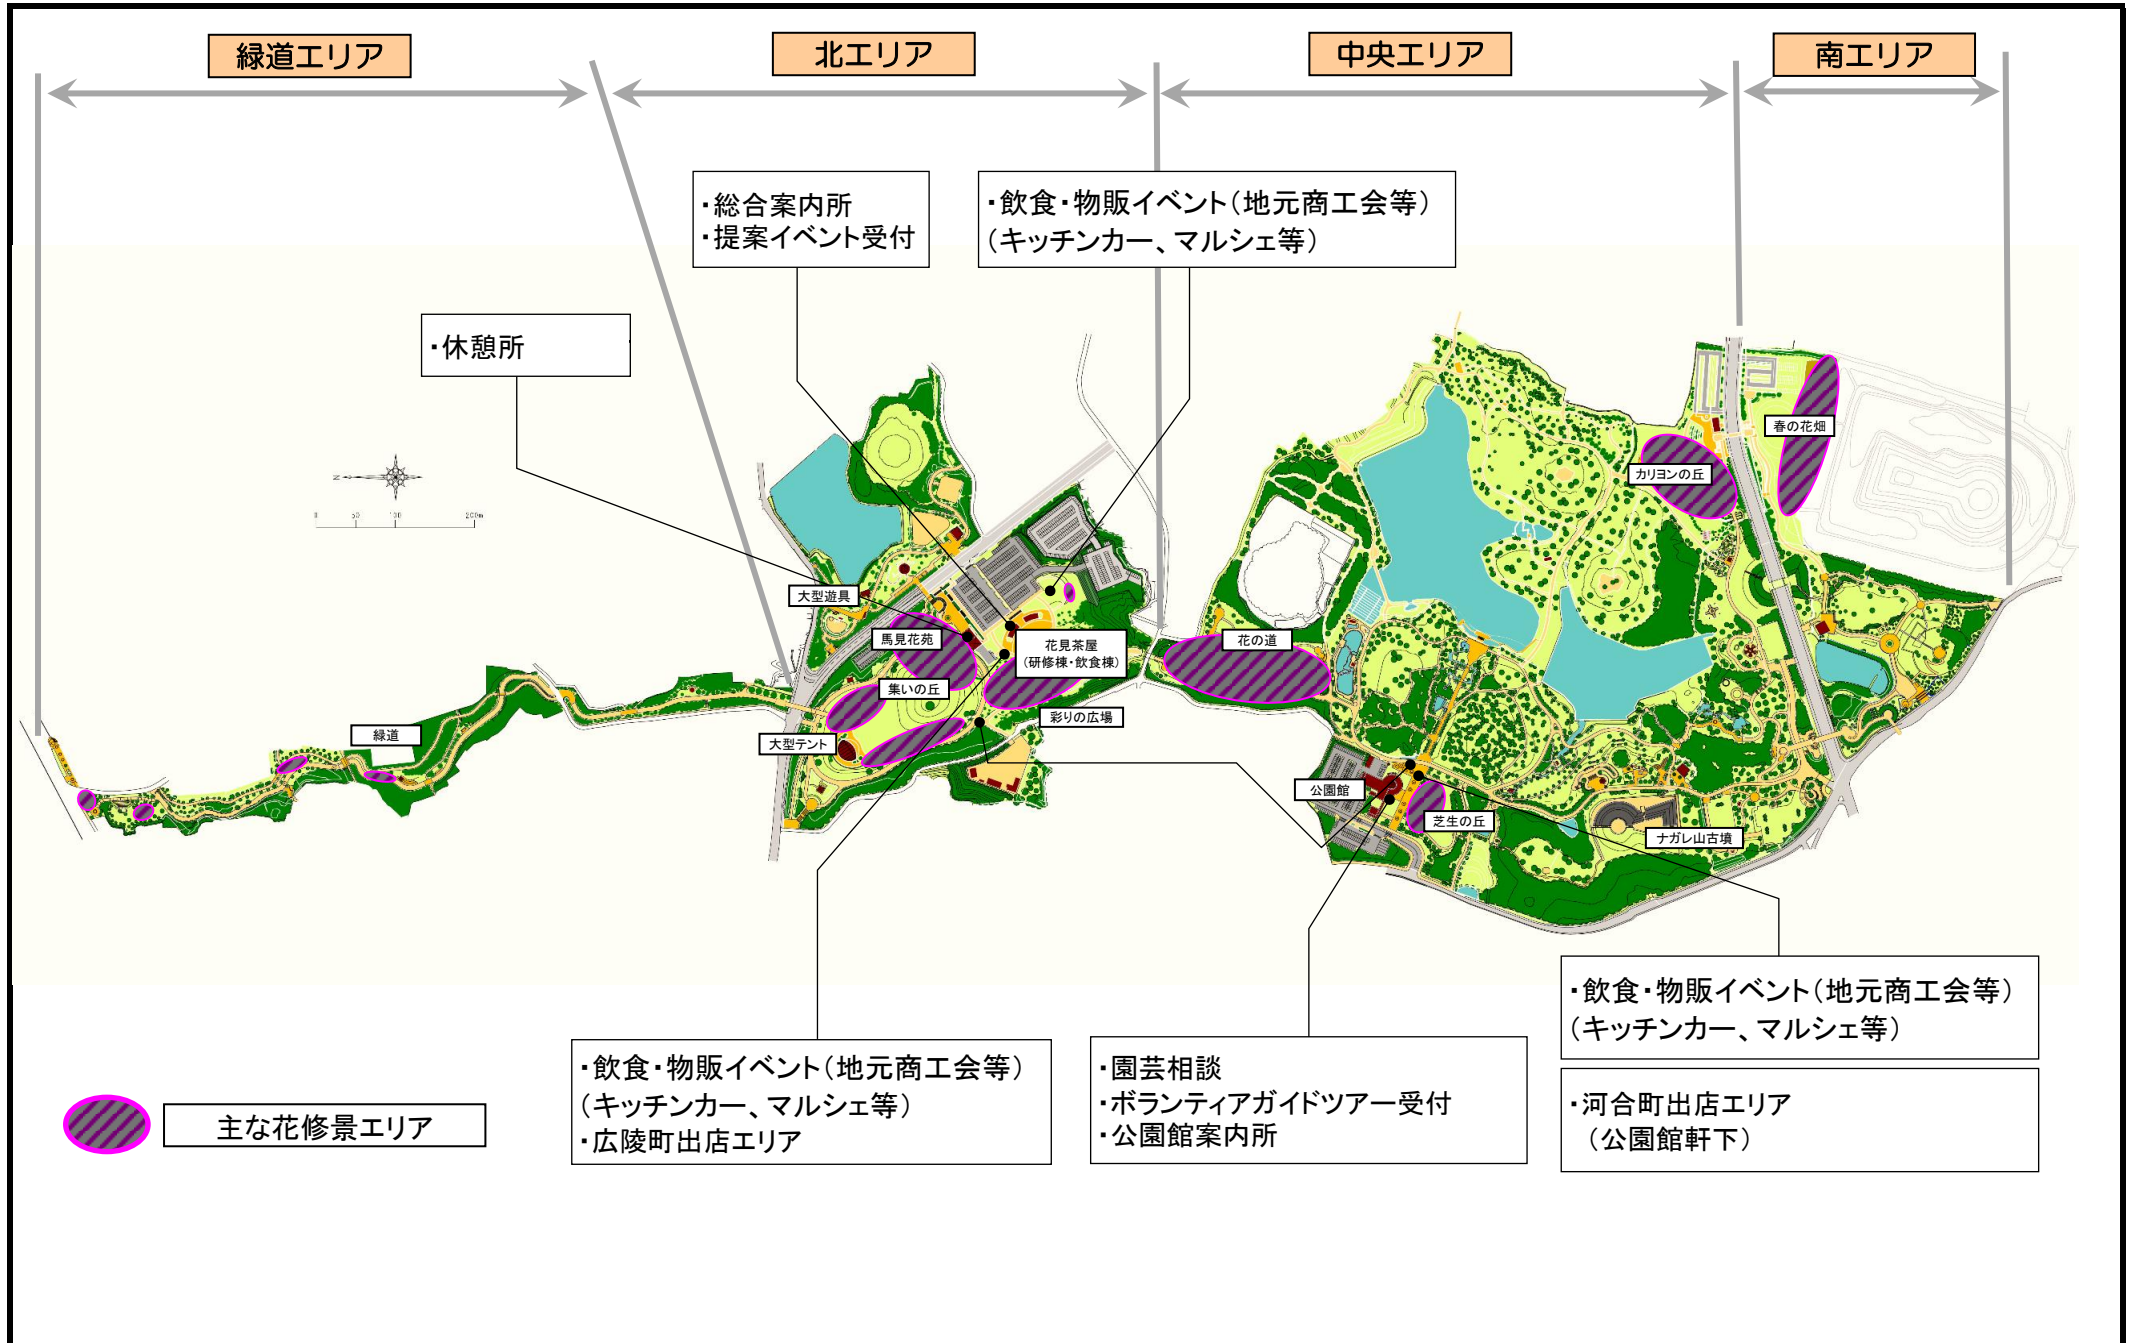 緑道エリア
北エリア
中央エリア
南エリア
・総合案内所
・提案イベント受付
・飲食・物販イベント（地元商工会等）
（キッチンカー、マルシェ等）
・休憩所
春の花畑
カリヨンの丘
N
0 50 100 200m
大型遊具
馬見花苑
花見茶屋
（研修棟・飲食棟）
花の道
集いの丘
彩りの広場
緑道
大型テント
公園館
芝生の丘
ナガレ山古墳
・飲食・物販イベント（地元商工会等）
（キッチンカー、マルシェ等）
・広陵町出店エリア
・園芸相談
・ボランティアガイドツアー受付
・公園館案内所
・飲食・物販イベント（地元商工会等）
（キッチンカー、マルシェ等）
・河合町出店エリア
（公園館軒下）
主な花修景エリア